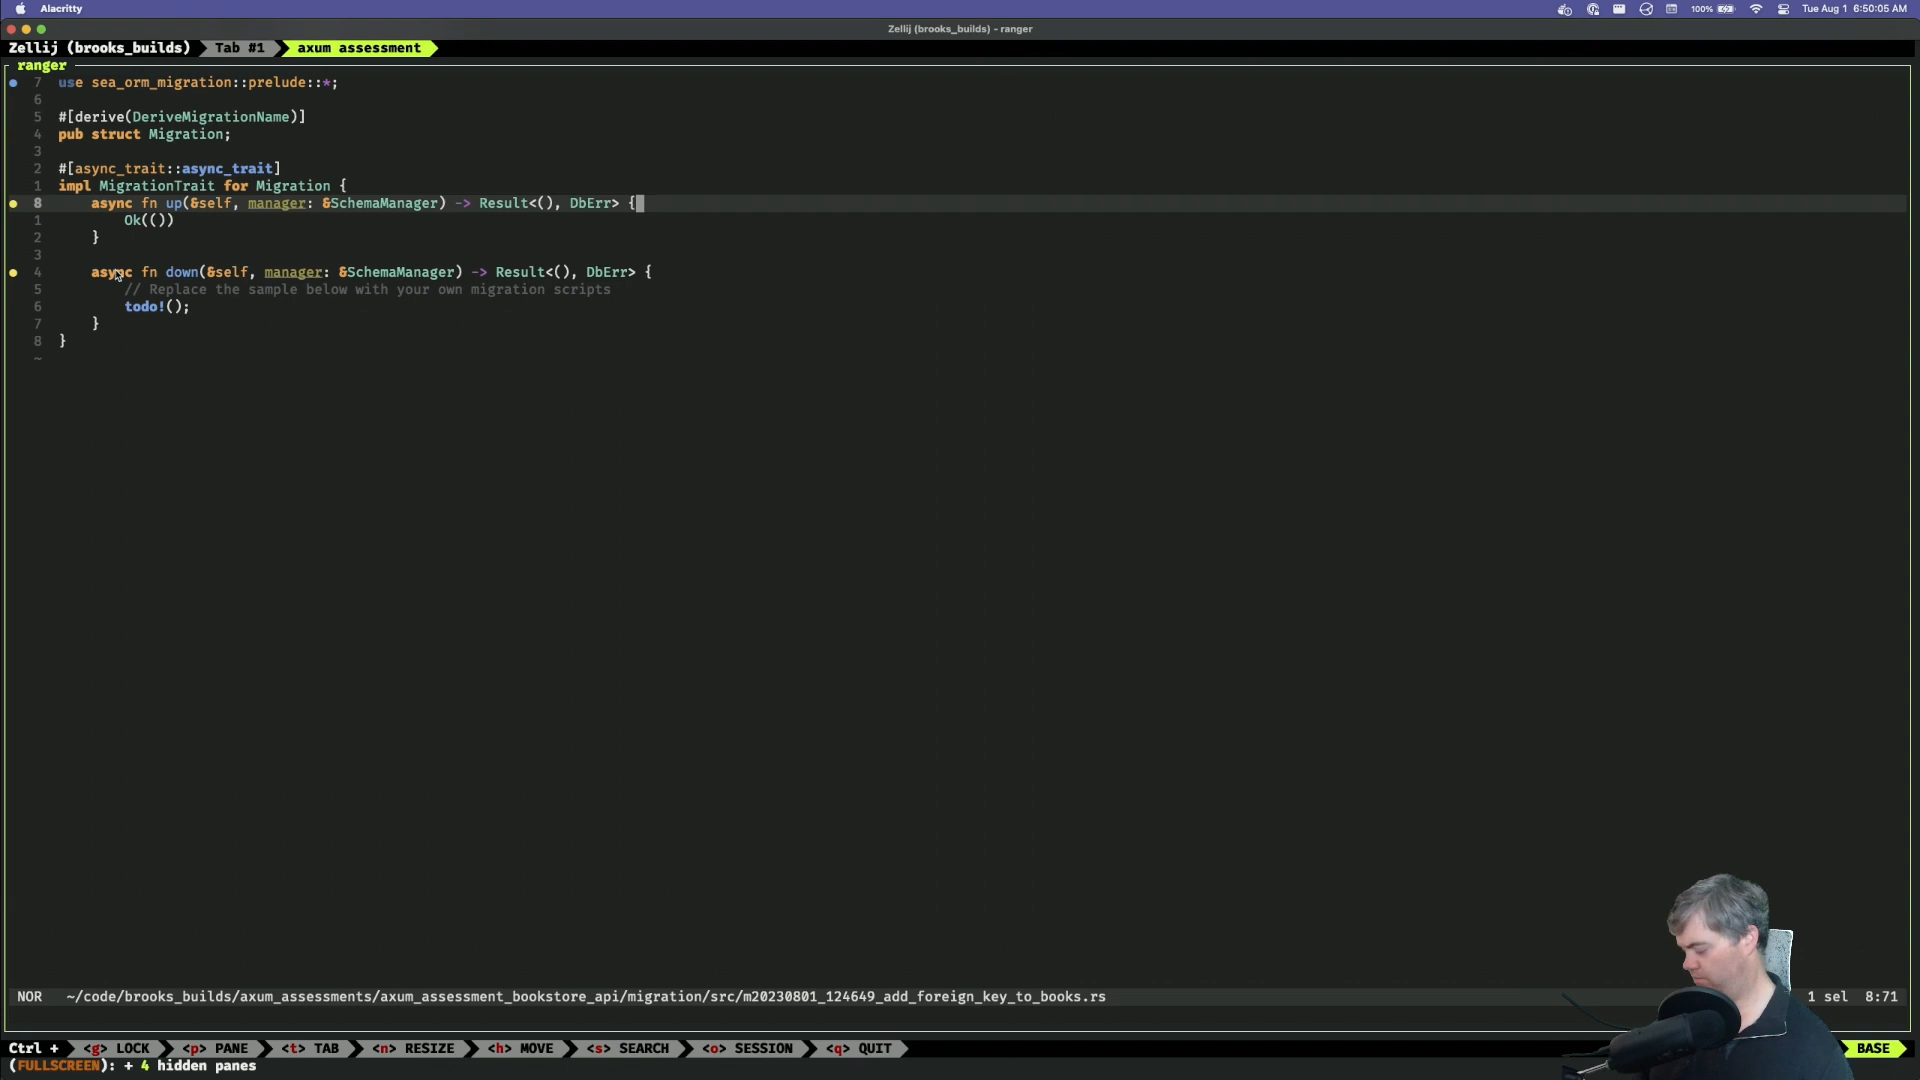 Alacritty
100%
Tue Aug 1 6:50:05 AM
Zellij (brooks_builds) - ranger
Zellij (brooks_builds) Tab #1 axum assessment
ranger
7 use sea_orm_migration::prelude::*;
6
5 #[derive(DeriveMigrationName)]
4 pub struct Migration;
3
2 #[async_trait::async_trait]
1 impl MigrationTrait for Migration {
8 async fn up(&self, manager: &SchemaManager) -> Result<(), DbErr> {
1 Ok(())
2 }
3
4 async fn down(&self, manager: &SchemaManager) -> Result<(), DbErr> {
5 // Replace the sample below with your own migration scripts
6 todo!();
7 }
8 }
~
NOR ~/code/brooks_builds/axum_assessments/axum_assessment_bookstore_api/migration/src/m20230801_124649_add_foreign_key_to_books.rs 1 sel 8:71
Ctrl + <g> LOCK <p> PANE <t> TAB <n> RESIZE <h> MOVE <s> SEARCH <o> SESSION <q> QUIT BASE
(FULLSCREEN): + 4 hidden panes